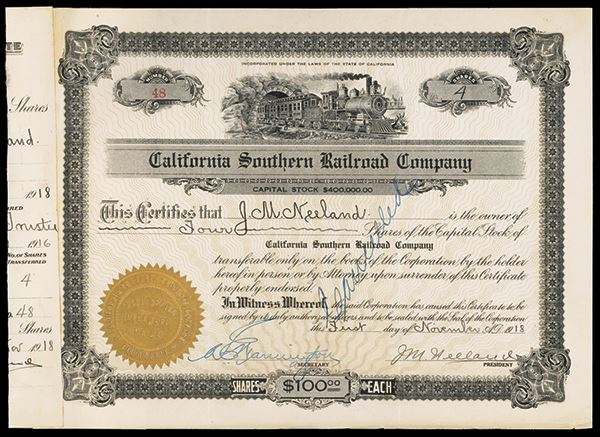 INCORPORATED UNDER THE LAWS OF THE STATE OF CALIFORNIA
NUMBER
48
SHARES
4
California Southern Railroad Company
CAPITAL STOCK $400,000.00
This Certifies that J. M. Neeland. is the owner of
Four Shares of the Capital Stock of
California Southern Railroad Company
transferable only on the books of the Corporation by the holder
hereof in person or by Attorney upon surrender of this Certificate
properly endorsed.
In Witness Whereof, the said Corporation has caused this Certificate to be
signed by its duly authorized officers and to be sealed with the Seal of the Corporation
this First day of November A.D. 1918
Cancelled
SECRETARY
J M Neeland
PRESIDENT
SHARES $100.00 EACH
Shares
and.
1918
Trustee
1916
NO. OF SHARES
TRANSFERRED
4
48
Shares
Nov 1918